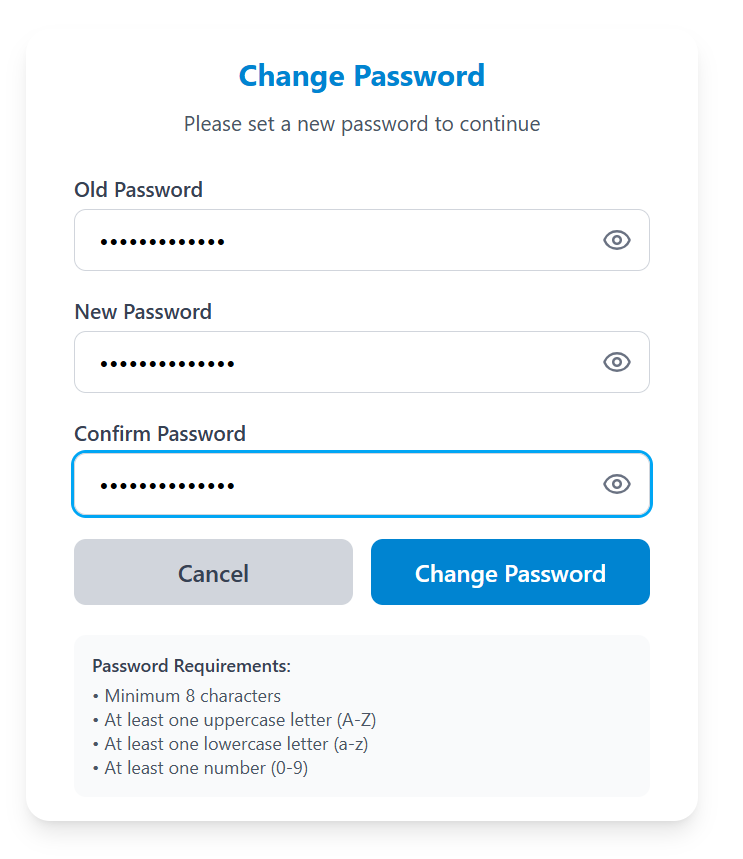 Change Password
Please set a new password to continue
Old Password
•••••••••••••
New Password
••••••••••••••
Confirm Password
••••••••••••••
Cancel
Change Password
Password Requirements:
• Minimum 8 characters
• At least one uppercase letter (A-Z)
• At least one lowercase letter (a-z)
• At least one number (0-9)